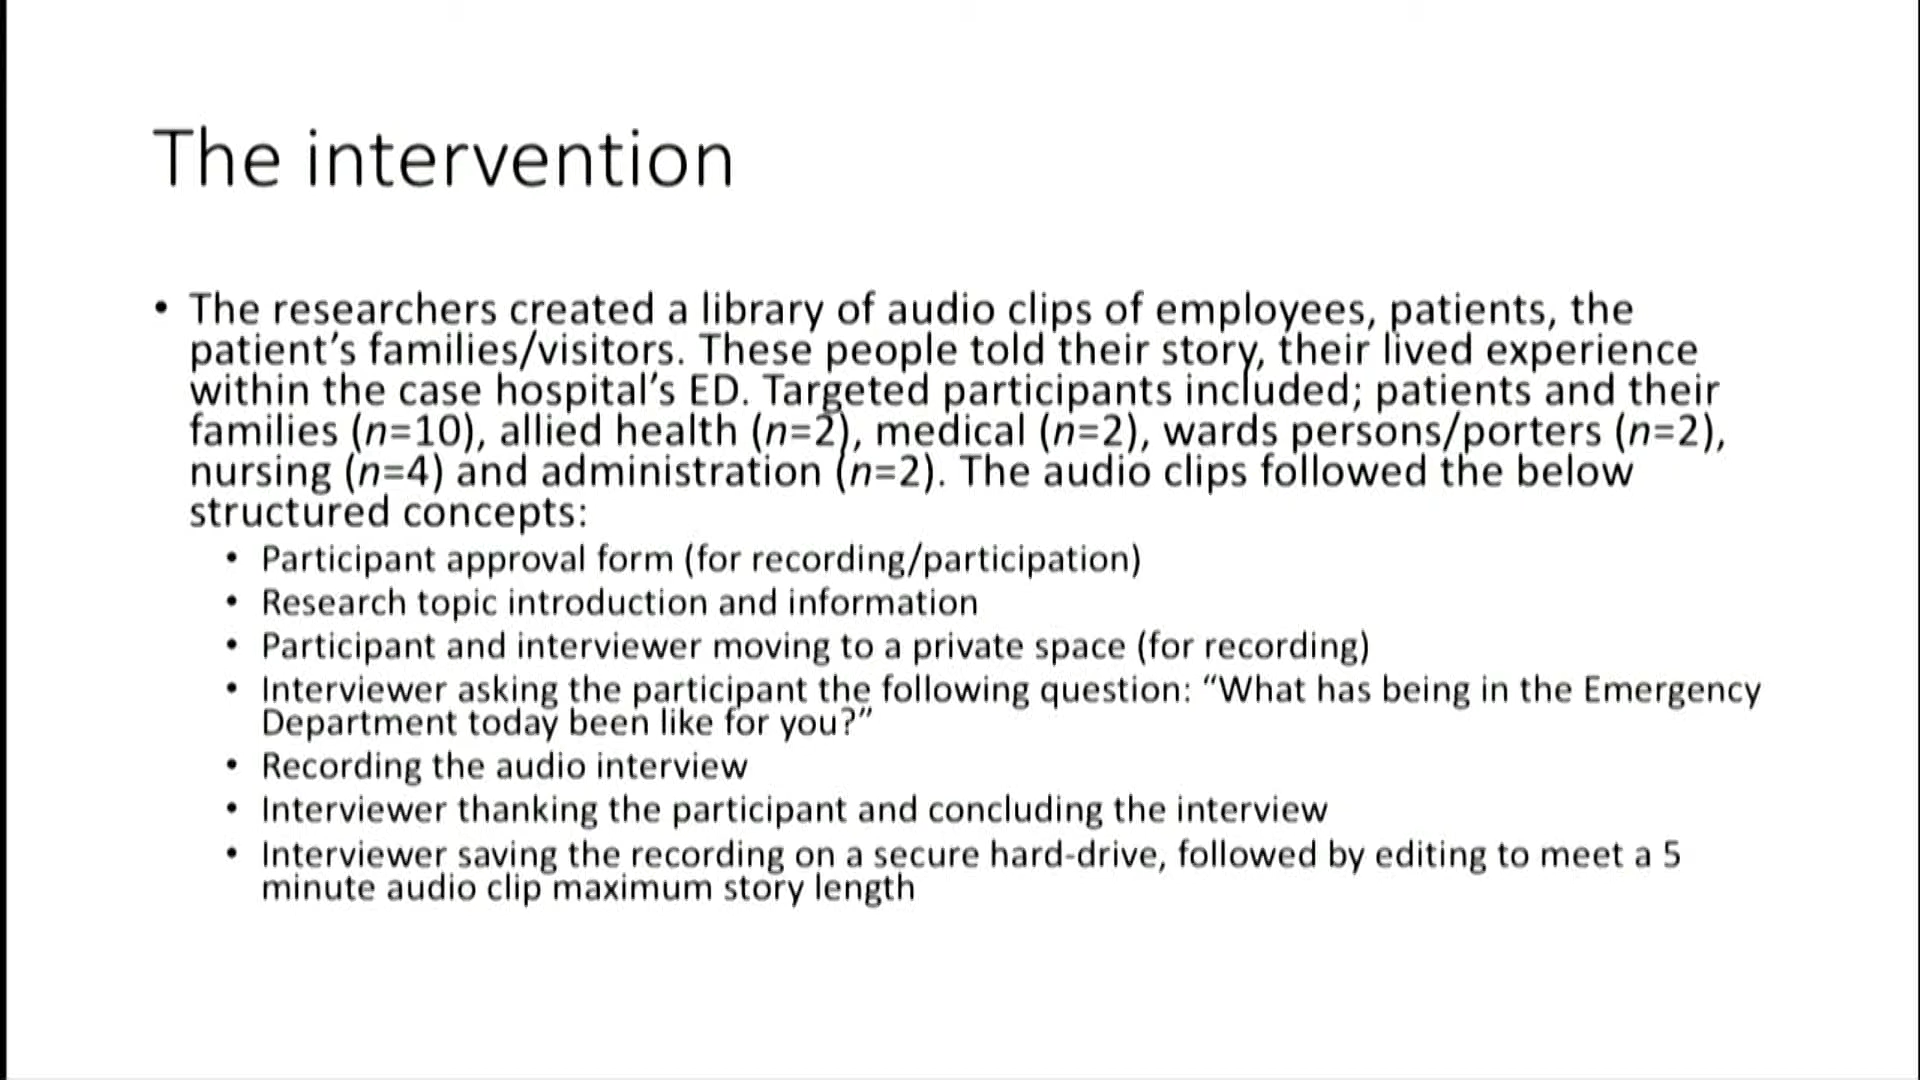 The intervention
• The researchers created a library of audio clips of employees, patients, the
patient’s families/visitors. These people told their story, their lived experience
within the case hospital’s ED. Targeted participants included; patients and their
families (n=10), allied health (n=2), medical (n=2), wards persons/porters (n=2),
nursing (n=4) and administration (n=2). The audio clips followed the below
structured concepts:
• Participant approval form (for recording/participation)
• Research topic introduction and information
• Participant and interviewer moving to a private space (for recording)
• Interviewer asking the participant the following question: “What has being in the Emergency
Department today been like for you?”
• Recording the audio interview
• Interviewer thanking the participant and concluding the interview
• Interviewer saving the recording on a secure hard-drive, followed by editing to meet a 5
minute audio clip maximum story length